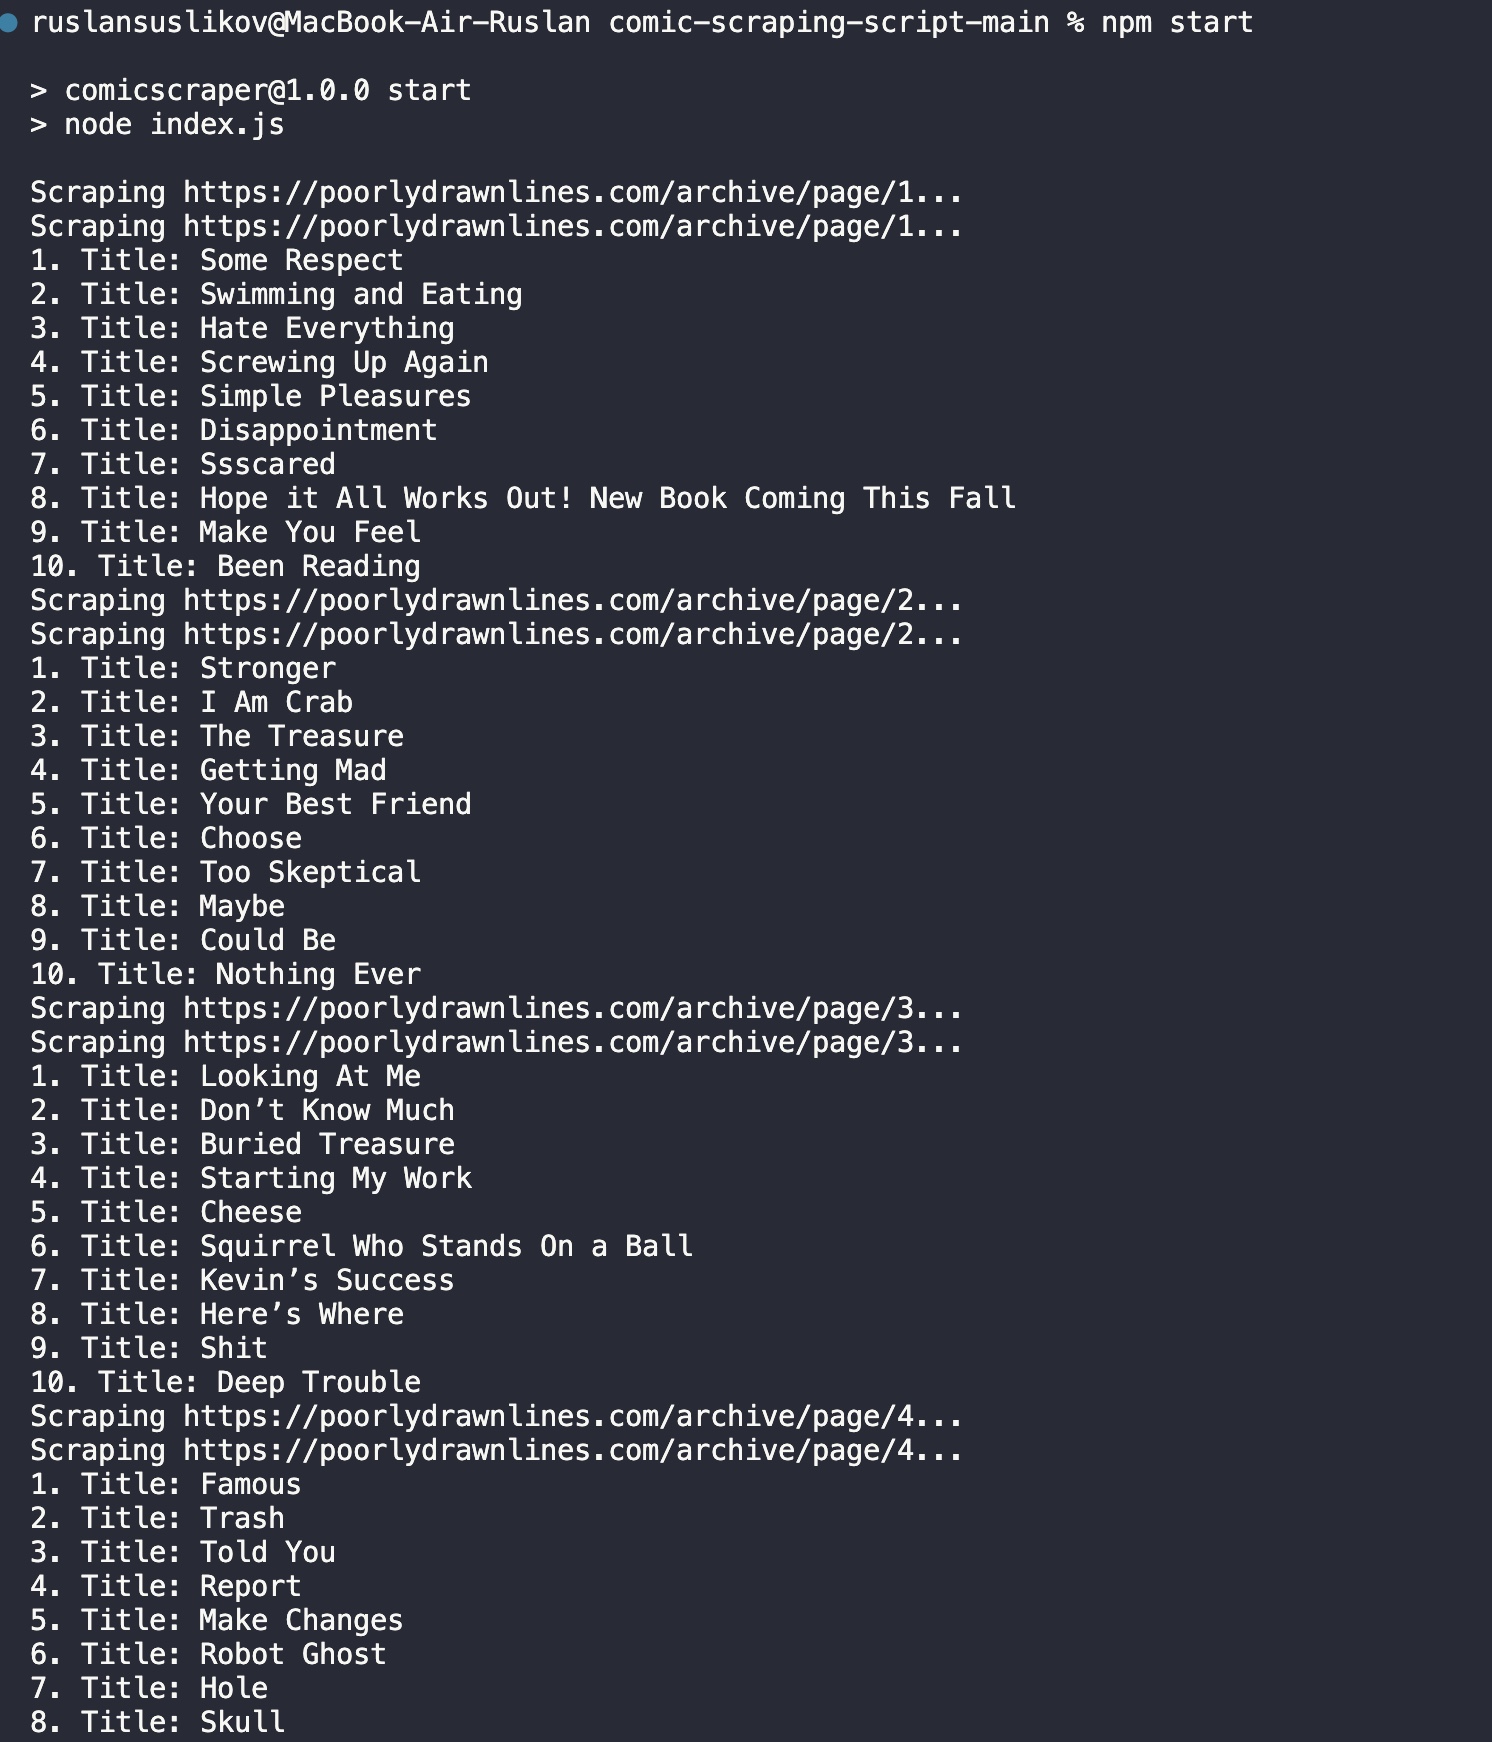 ruslansuslikov@MacBook-Air-Ruslan comic-scraping-script-main % npm start
> comicscraper@1.0.0 start
> node index.js
Scraping https://poorlydrawnlines.com/archive/page/1...
Scraping https://poorlydrawnlines.com/archive/page/1...
1. Title: Some Respect
2. Title: Swimming and Eating
3. Title: Hate Everything
4. Title: Screwing Up Again
5. Title: Simple Pleasures
6. Title: Disappointment
7. Title: Ssscared
8. Title: Hope it All Works Out! New Book Coming This Fall
9. Title: Make You Feel
10. Title: Been Reading
Scraping https://poorlydrawnlines.com/archive/page/2...
Scraping https://poorlydrawnlines.com/archive/page/2...
1. Title: Stronger
2. Title: I Am Crab
3. Title: The Treasure
4. Title: Getting Mad
5. Title: Your Best Friend
6. Title: Choose
7. Title: Too Skeptical
8. Title: Maybe
9. Title: Could Be
10. Title: Nothing Ever
Scraping https://poorlydrawnlines.com/archive/page/3...
Scraping https://poorlydrawnlines.com/archive/page/3...
1. Title: Looking At Me
2. Title: Don’t Know Much
3. Title: Buried Treasure
4. Title: Starting My Work
5. Title: Cheese
6. Title: Squirrel Who Stands On a Ball
7. Title: Kevin’s Success
8. Title: Here’s Where
9. Title: Shit
10. Title: Deep Trouble
Scraping https://poorlydrawnlines.com/archive/page/4...
Scraping https://poorlydrawnlines.com/archive/page/4...
1. Title: Famous
2. Title: Trash
3. Title: Told You
4. Title: Report
5. Title: Make Changes
6. Title: Robot Ghost
7. Title: Hole
8. Title: Skull